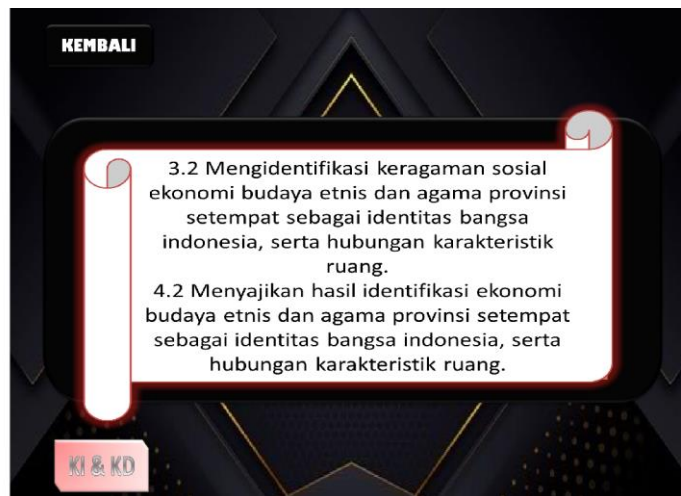 KEMBALI
3.2 Mengidentifikasi keragaman sosial
ekonomi budaya etnis dan agama provinsi
setempat sebagai identitas bangsa
indonesia, serta hubungan karakteristik
ruang.
4.2 Menyajikan hasil identifikasi ekonomi
budaya etnis dan agama provinsi setempat
sebagai identitas bangsa indonesia, serta
hubungan karakteristik ruang.
KI & KD